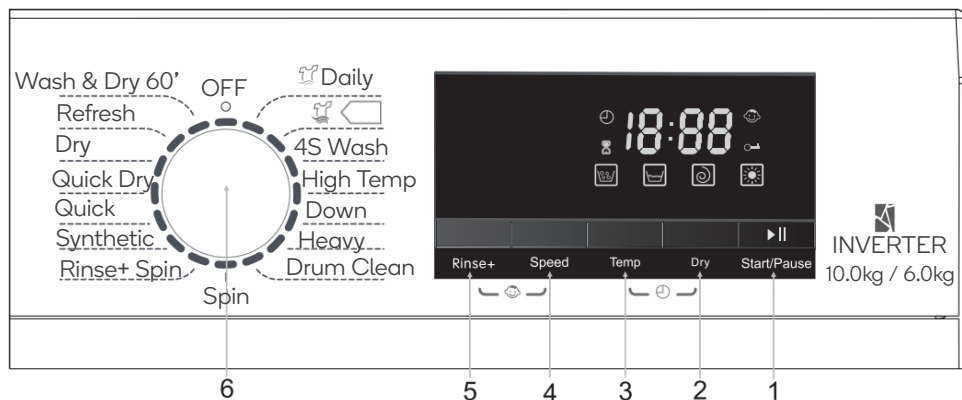 Wash & Dry 60’
Refresh
Dry
Quick Dry
Quick
Synthetic
Rinse+ Spin
OFF
Spin
Daily
4S Wash
High Temp
Down
Heavy
Drum Clean
18:88
Rinse+
Speed
Temp
Dry
Start/Pause
INVERTER
10.0kg / 6.0kg
6
5
4
3
2
1